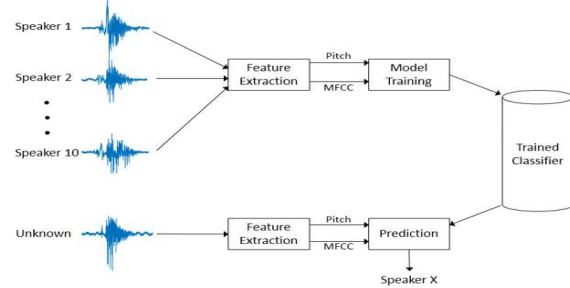 Speaker 1
Speaker 2
Speaker 10
Feature
Extraction
Pitch
MFCC
Model
Training
Trained
Classifier
Unknown
Feature
Extraction
Pitch
MFCC
Prediction
Speaker X